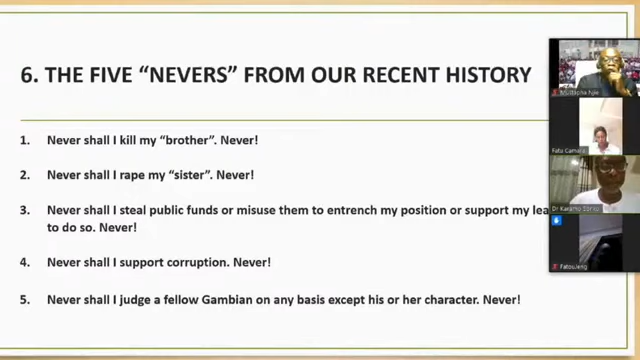 6. THE FIVE “NEVERS” FROM OUR RECENT HISTORY
1. Never shall I kill my “brother”. Never!
2. Never shall I rape my “sister”. Never!
3. Never shall I steal public funds or misuse them to entrench my position or support my lea
to do so. Never!
4. Never shall I support corruption. Never!
5. Never shall I judge a fellow Gambian on any basis except his or her character. Never!
Mustapha Njie
Fatu Camara
Dr Karamo
FatouJeng